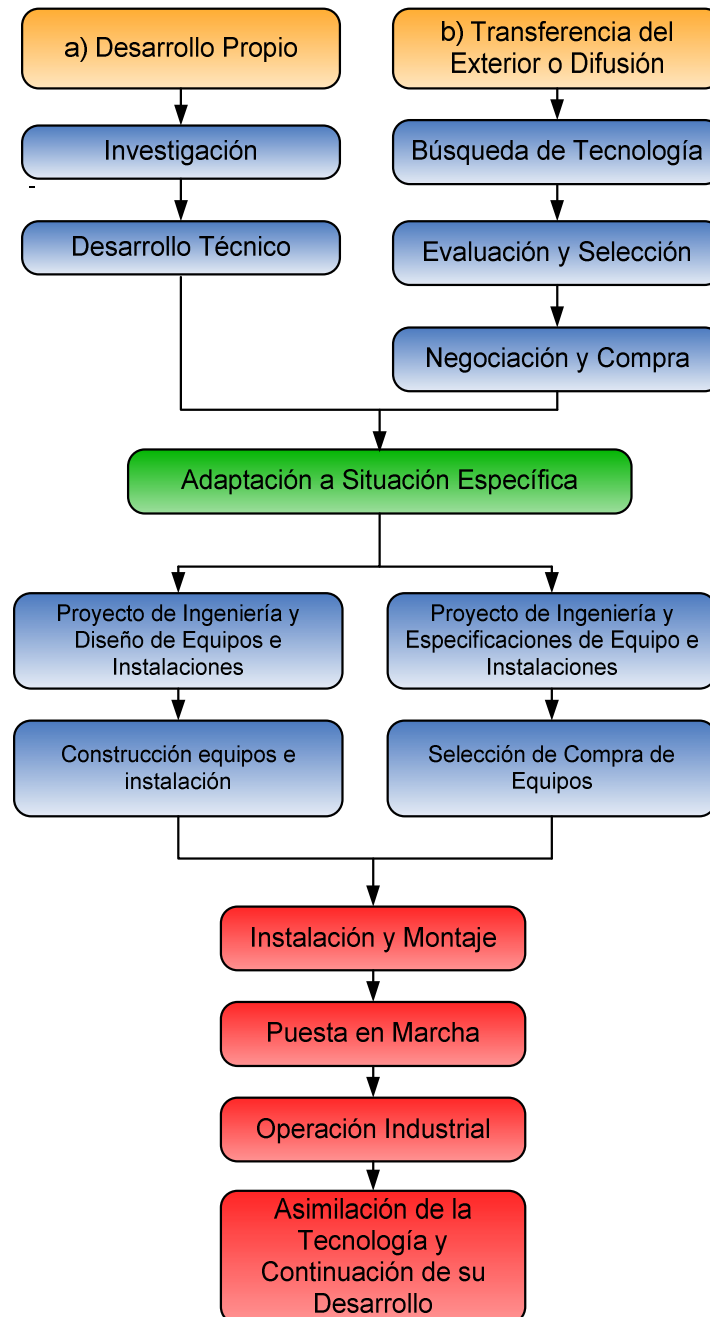 a) Desarrollo Propio
b) Transferencia del
Exterior o Difusión
Investigación
Búsqueda de Tecnología
Desarrollo Técnico
Evaluación y Selección
Negociación y Compra
Adaptación a Situación Específica
Proyecto de Ingeniería y
Diseño de Equipos e
Instalaciones
Proyecto de Ingeniería y
Especificaciones de Equipo e
Instalaciones
Construcción equipos e
instalación
Selección de Compra de
Equipos
Instalación y Montaje
Puesta en Marcha
Operación Industrial
Asimilación de la
Tecnología y
Continuación de su
Desarrollo